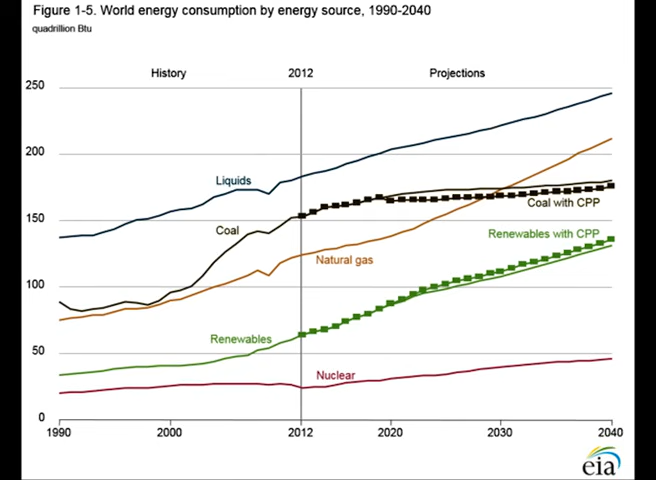 Figure 1-5. World energy consumption by energy source, 1990-2040
quadrillion Btu
History 2012 Projections
250
200
150
100
50
0
Liquids
Coal
Coal with CPP
Renewables with CPP
Natural gas
Renewables
Nuclear
1990 2000 2012 2020 2030 2040
eia